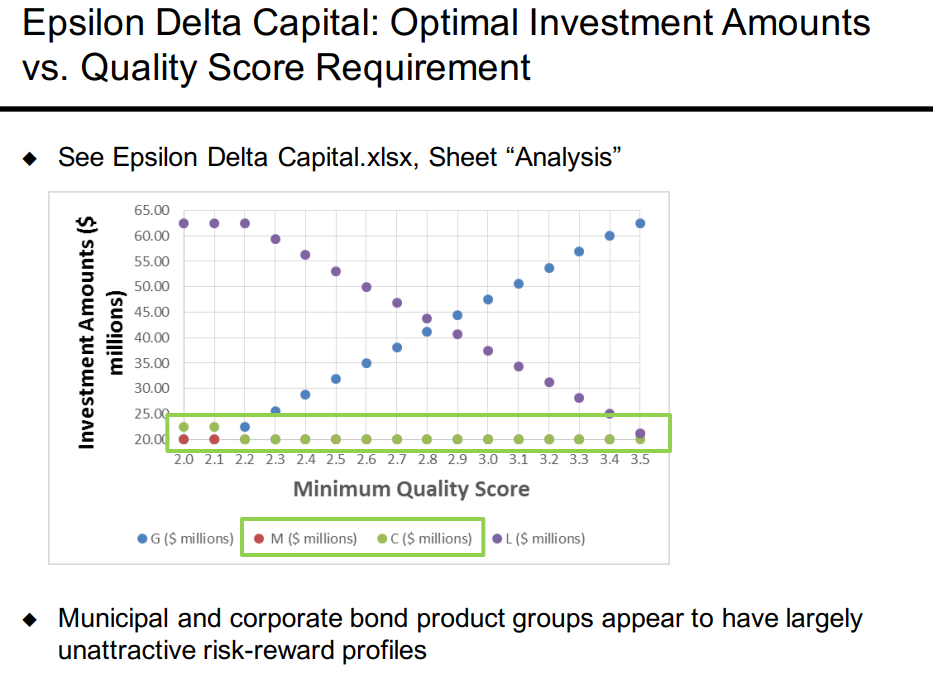 Epsilon Delta Capital: Optimal Investment Amounts
vs. Quality Score Requirement
◆ See Epsilon Delta Capital.xlsx, Sheet “Analysis”
Investment Amounts ($
millions)
65.00
60.00
55.00
50.00
45.00
40.00
35.00
30.00
25.00
20.00
2.0 2.1 2.2 2.3 2.4 2.5 2.6 2.7 2.8 2.9 3.0 3.1 3.2 3.3 3.4 3.5
Minimum Quality Score
G ($ millions) M ($ millions) C ($ millions) L ($ millions)
◆ Municipal and corporate bond product groups appear to have largely
unattractive risk-reward profiles